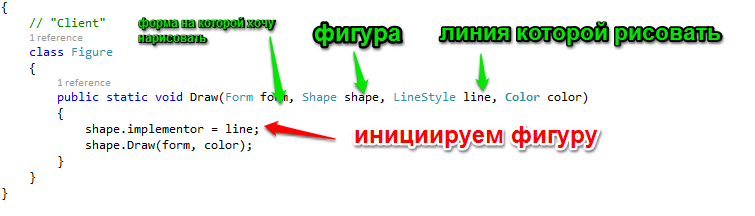 {
// "Client"
1 reference
class Figure
{
форма на которой хочу
нарисовать
фигура
линия которой рисовать
1 reference
public static void Draw(Form form, Shape shape, LineStyle line, Color color)
{
shape.implementor = line;
shape.Draw(form, color);
инициируем фигуру
}
}
}